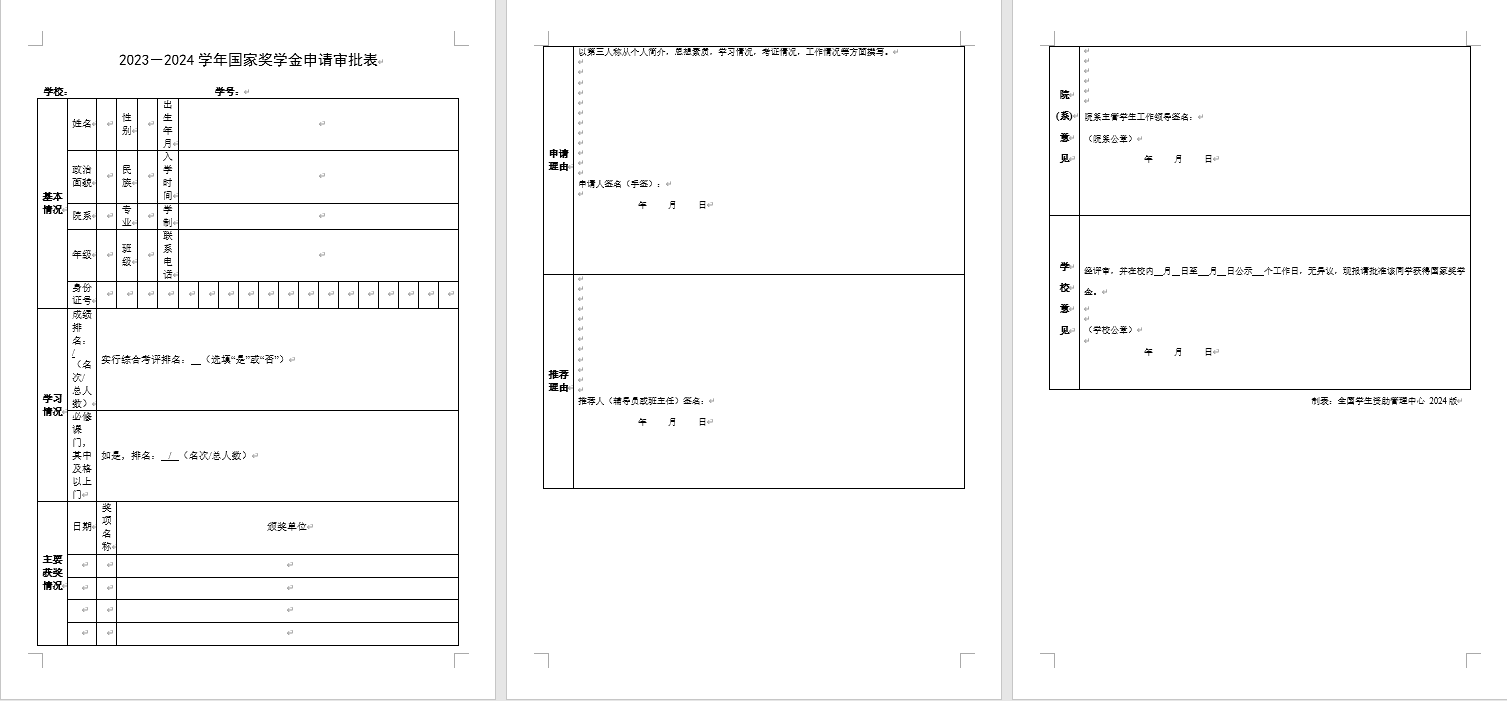 2023－2024 学年国家奖学金申请审批表
学校：
学号：
基本
情况
姓名
性
别
出
生
年
月
政治
面貌
民
族
入
学
时
间
院系
专
业
学
制
年级
班
级
联
系
电
话
身份
证号
学习
情况
成绩
排
名：
/
（名
次/
总人
数）
实行综合考评排名：__（选填“是”或“否”）
必修
课
门，
其中
及格
以上
门
如是，排名：_/_（名次/总人数）
主要
获奖
情况
日期
奖
项
名
称
颁奖单位
申请
理由
以第三人称从个人简介，思想素质，学习情况，考证情况，工作情况等方面撰写。
申请人签名（手签）：
年 月 日
推荐
理由
推荐人（辅导员或班主任）签名：
年 月 日
院
(系)
意
见
院系主管学生工作领导签名：
（院系公章）
年 月 日
学
校
意
见
经评审，并在校内__月__日至__月__日公示__个工作日，无异议，现报请批准该同学获得国家奖学
金。
（学校公章）
年 月 日
制表：全国学生资助管理中心 2024 版